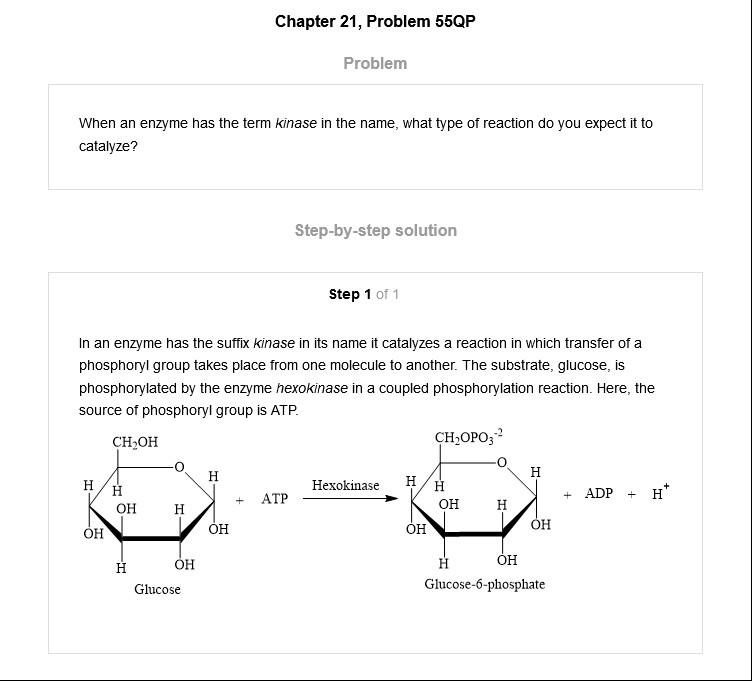 Chapter 21, Problem 55QP
Problem
When an enzyme has the term kinase in the name, what type of reaction do you expect it to
catalyze?
Step-by-step solution
Step 1 of 1
In an enzyme has the suffix kinase in its name it catalyzes a reaction in which transfer of a
phosphoryl group takes place from one molecule to another. The substrate, glucose, is
phosphorylated by the enzyme hexokinase in a coupled phosphorylation reaction. Here, the
source of phosphoryl group is ATP.
CH₂OH
O
H
H
H
OH
H
OH
OH
H
OH
Glucose
+ ATP
Hexokinase
CH₂OPO₃⁻²
O
H
H
H
OH
H
OH
OH
H
OH
Glucose-6-phosphate
+ ADP + H⁺